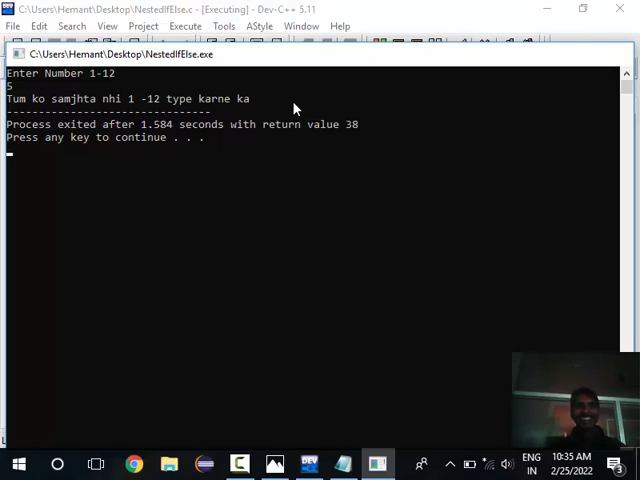 C:\Users\Hemant\Desktop\NestedIfElse.c - [Executing] - Dev-C++ 5.11
File Edit Search View Project Execute Tools AStyle Window Help
C:\Users\Hemant\Desktop\NestedIfElse.exe
Enter Number 1-12
5
Tum ko samjhta nhi 1 -12 type karne ka
--------------------------------
Process exited after 1.584 seconds with return value 38
Press any key to continue . . .
DEV
ENG
IN
10:35 AM
2/25/2022
3